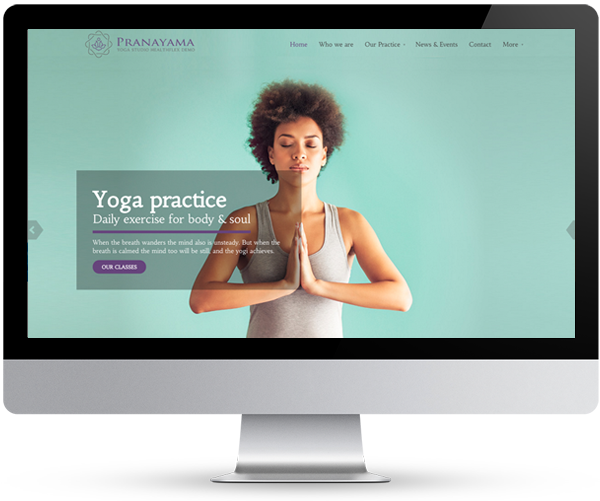 PRANAYAMA
Home Who we are Our Practice News & Events Contact More
Yoga practice
Daily exercise for body & soul
When the breath wanders the mind also is unsteady. But when the
breath is calmed the mind too will be still, and the yogi achieves.
OUR CLASSES